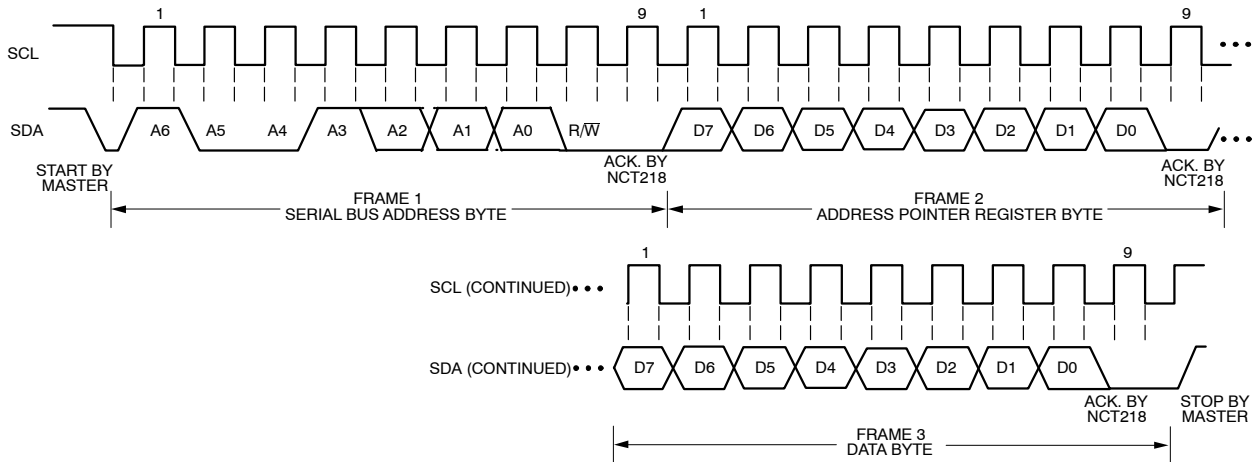 1 9 1 9
SCL
SDA A6 A5 A4 A3 A2 A1 A0 R/W̅ D7 D6 D5 D4 D3 D2 D1 D0
START BY
MASTER
ACK. BY
NCT218
ACK. BY
NCT218
FRAME 1
SERIAL BUS ADDRESS BYTE
FRAME 2
ADDRESS POINTER REGISTER BYTE
1 9
SCL (CONTINUED)
SDA (CONTINUED) D7 D6 D5 D4 D3 D2 D1 D0
ACK. BY
NCT218
STOP BY
MASTER
FRAME 3
DATA BYTE